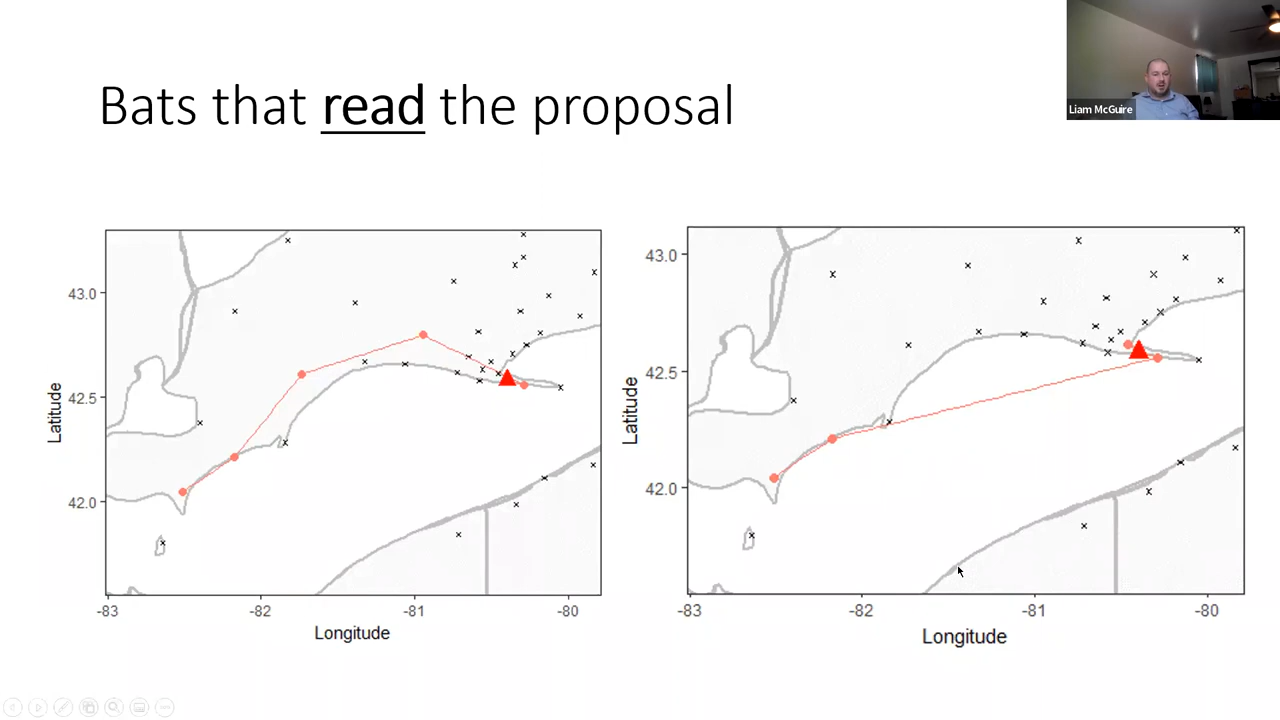 Bats that read the proposal
Liam McGuire
43.0
42.5
42.0
Latitude
-83
-82
-81
-80
Longitude
43.0
42.5
42.0
Latitude
-83
-82
-81
-80
Longitude